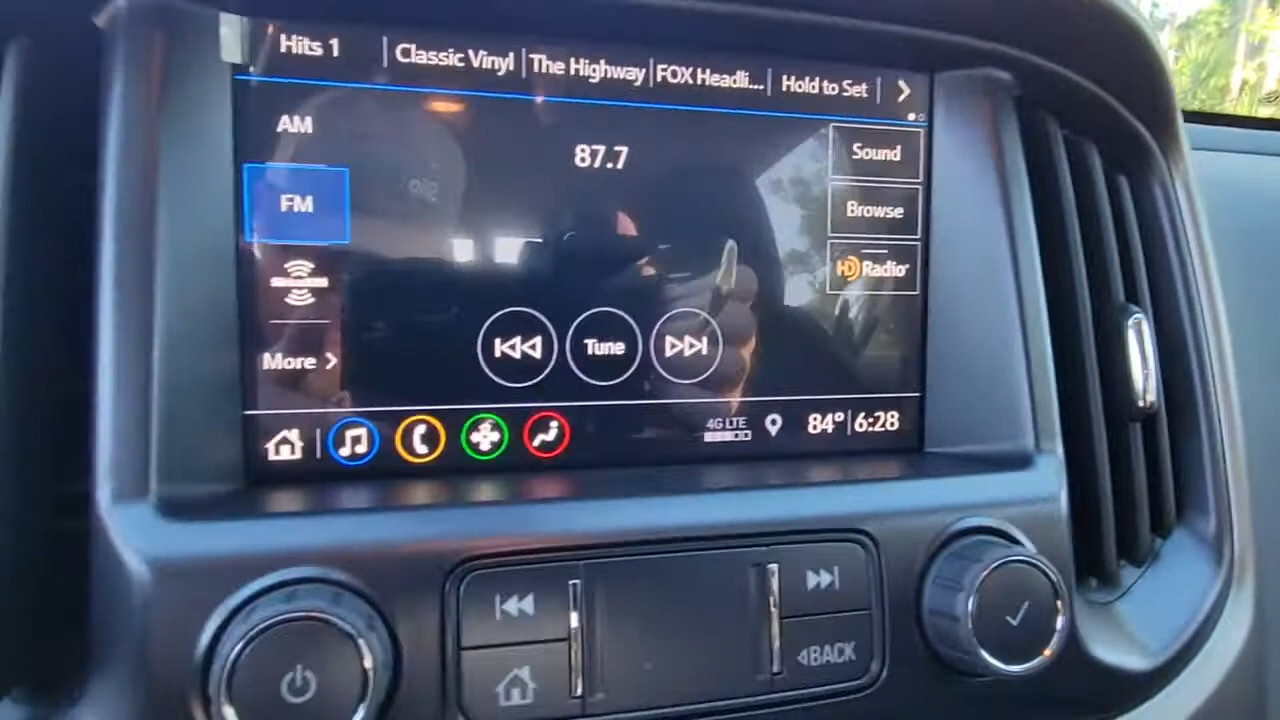 Hits 1 | Classic Vinyl | The Highway | FOX Headli... | Hold to Set |
AM
87.7
Sound
FM
Browse
HD Radio
More
Tune
4G LTE
84° | 6:28
BACK